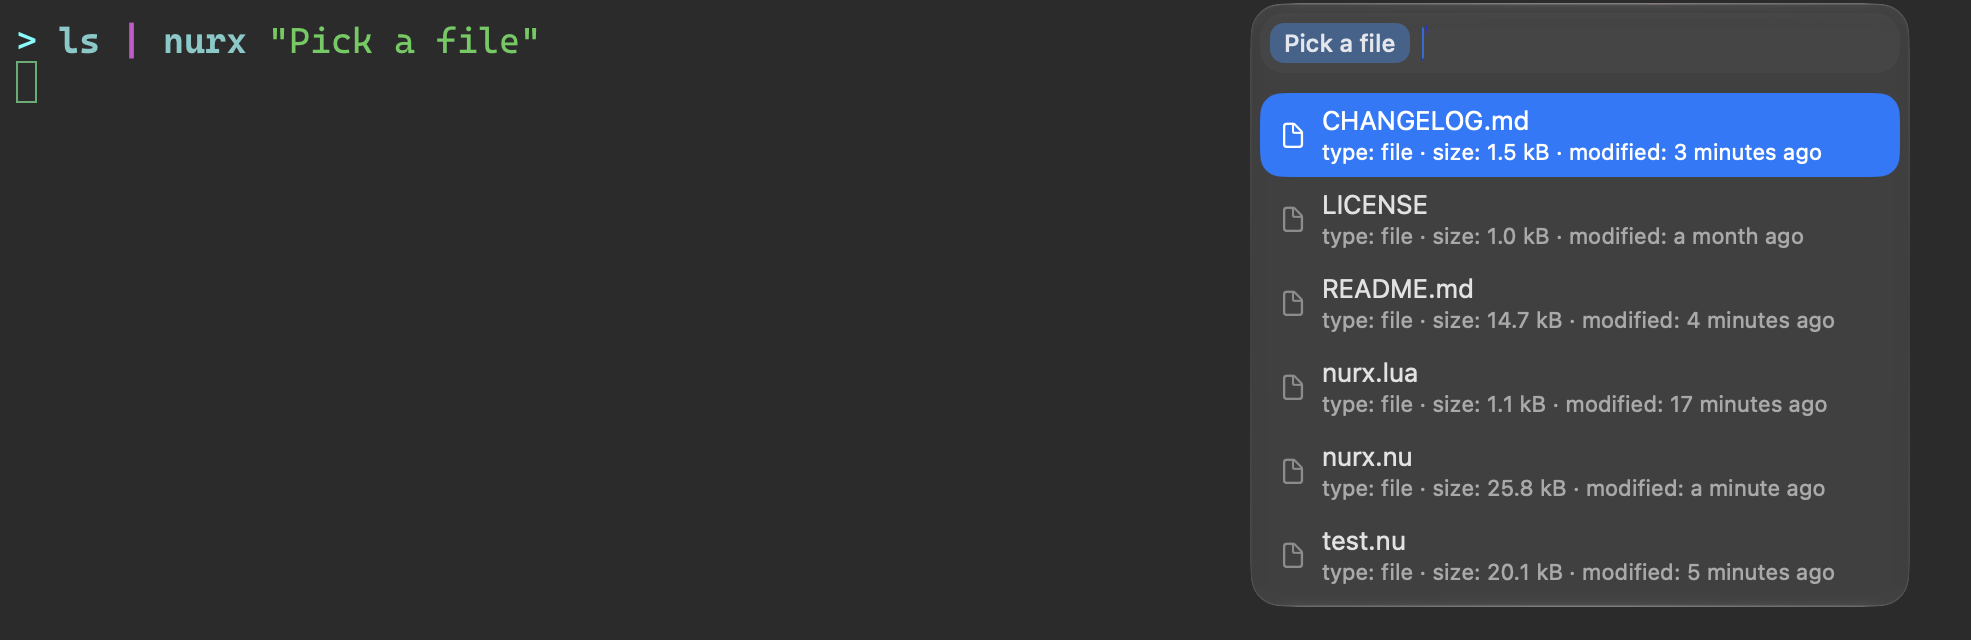 > ls | nurx "Pick a file"
Pick a file
CHANGELOG.md
type: file · size: 1.5 kB · modified: 3 minutes ago
LICENSE
type: file · size: 1.0 kB · modified: a month ago
README.md
type: file · size: 14.7 kB · modified: 4 minutes ago
nurx.lua
type: file · size: 1.1 kB · modified: 17 minutes ago
nurx.nu
type: file · size: 25.8 kB · modified: a minute ago
test.nu
type: file · size: 20.1 kB · modified: 5 minutes ago